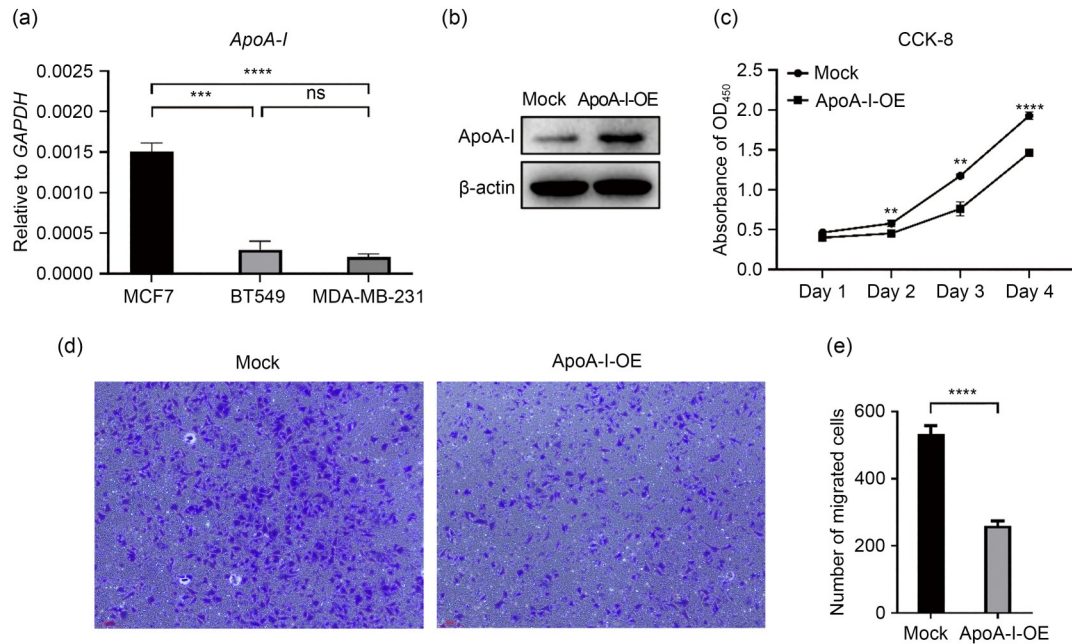 (a)
ApoA-I
Relative to GAPDH
0.0025
0.0020
0.0015
0.0010
0.0005
0.0000
****
***
ns
MCF7 BT549 MDA-MB-231
(b)
Mock ApoA-I-OE
ApoA-I
β-actin
(c)
CCK-8
Absorbance of OD450
2.5
2.0
1.5
1.0
0.5
0.0
Mock
ApoA-I-OE
**
**
****
Day 1 Day 2 Day 3 Day 4
(d)
Mock ApoA-I-OE
(e)
Number of migrated cells
600
400
200
0
****
Mock ApoA-I-OE